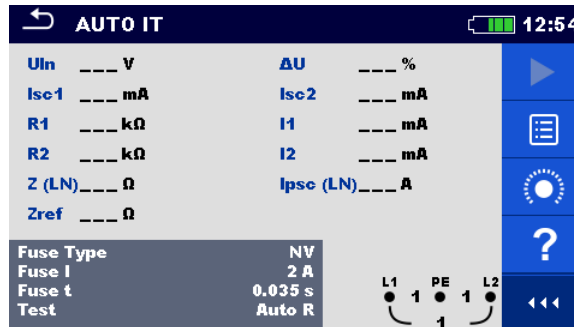 AUTO IT 12:54
Uln ___ V ΔU ___ %
Isc1 ___ mA Isc2 ___ mA
R1 ___ kΩ I1 ___ mA
R2 ___ kΩ I2 ___ mA
Z (LN)___ Ω Ipsc (LN)___ A
Zref ___ Ω
?
Fuse Type NV
Fuse I 2 A
Fuse t 0.035 s
Test Auto R
L1 PE L2
1 1
1